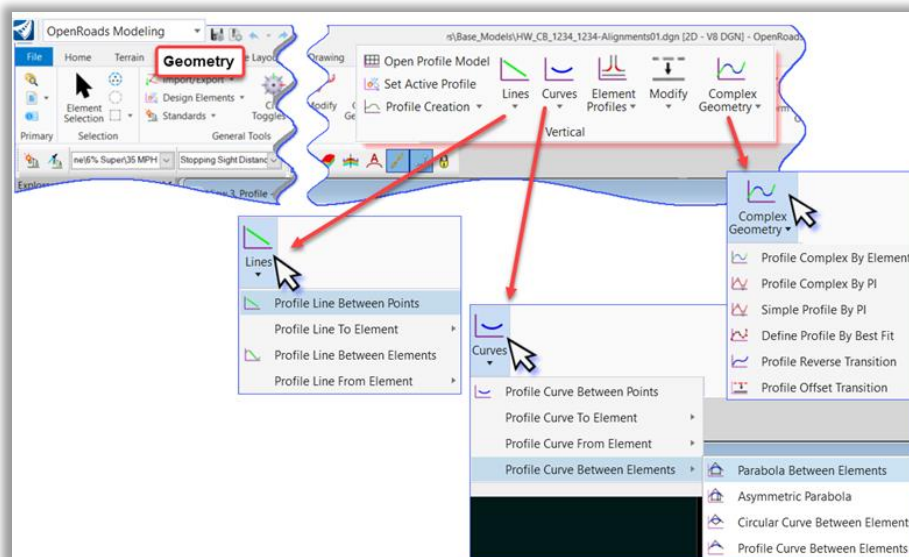 OpenRoads Modeling
rs\Base_Models\HW_CB_1234_1234-Alignments01.dgn [2D - V8 DGN] - OpenRoad
File Home Terrain Geometry Layou Drawing
Import/Export
Design Elements
Standards
Element Selection
Toggles
Modify
Primary Selection General Tools
Open Profile Model
Set Active Profile
Profile Creation
Lines Curves Element Profiles Modify Complex Geometry
Vertical
ne\6% Super\35 MPH Stopping Sight Distanc
Profile
Lines
Profile Line Between Points
Profile Line To Element
Profile Line Between Elements
Profile Line From Element
Curves
Profile Curve Between Points
Profile Curve To Element
Profile Curve From Element
Profile Curve Between Elements
Parabola Between Elements
Asymmetric Parabola
Circular Curve Between Element
Profile Curve Between Elements
Complex Geometry
Profile Complex By Element
Profile Complex By PI
Simple Profile By PI
Define Profile By Best Fit
Profile Reverse Transition
Profile Offset Transition